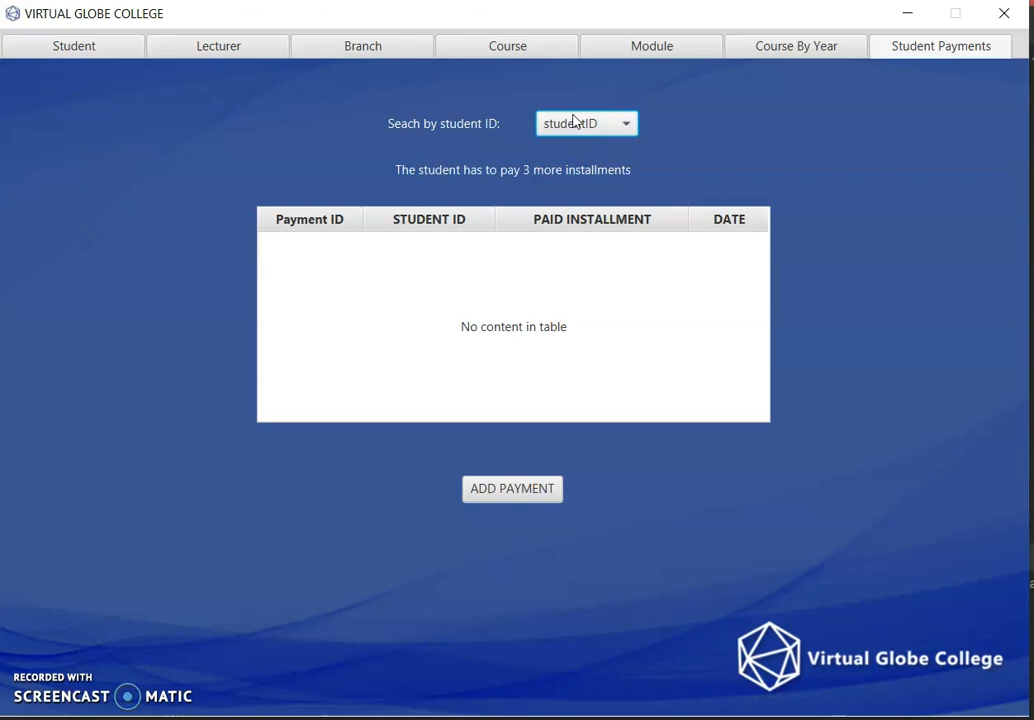 VIRTUAL GLOBE COLLEGE
Student Lecturer Branch Course Module Course By Year Student Payments
Seach by student ID: studentID
The student has to pay 3 more installments
Payment ID STUDENT ID PAID INSTALLMENT DATE
No content in table
ADD PAYMENT
Virtual Globe College
RECORDED WITH
SCREENCAST MATIC